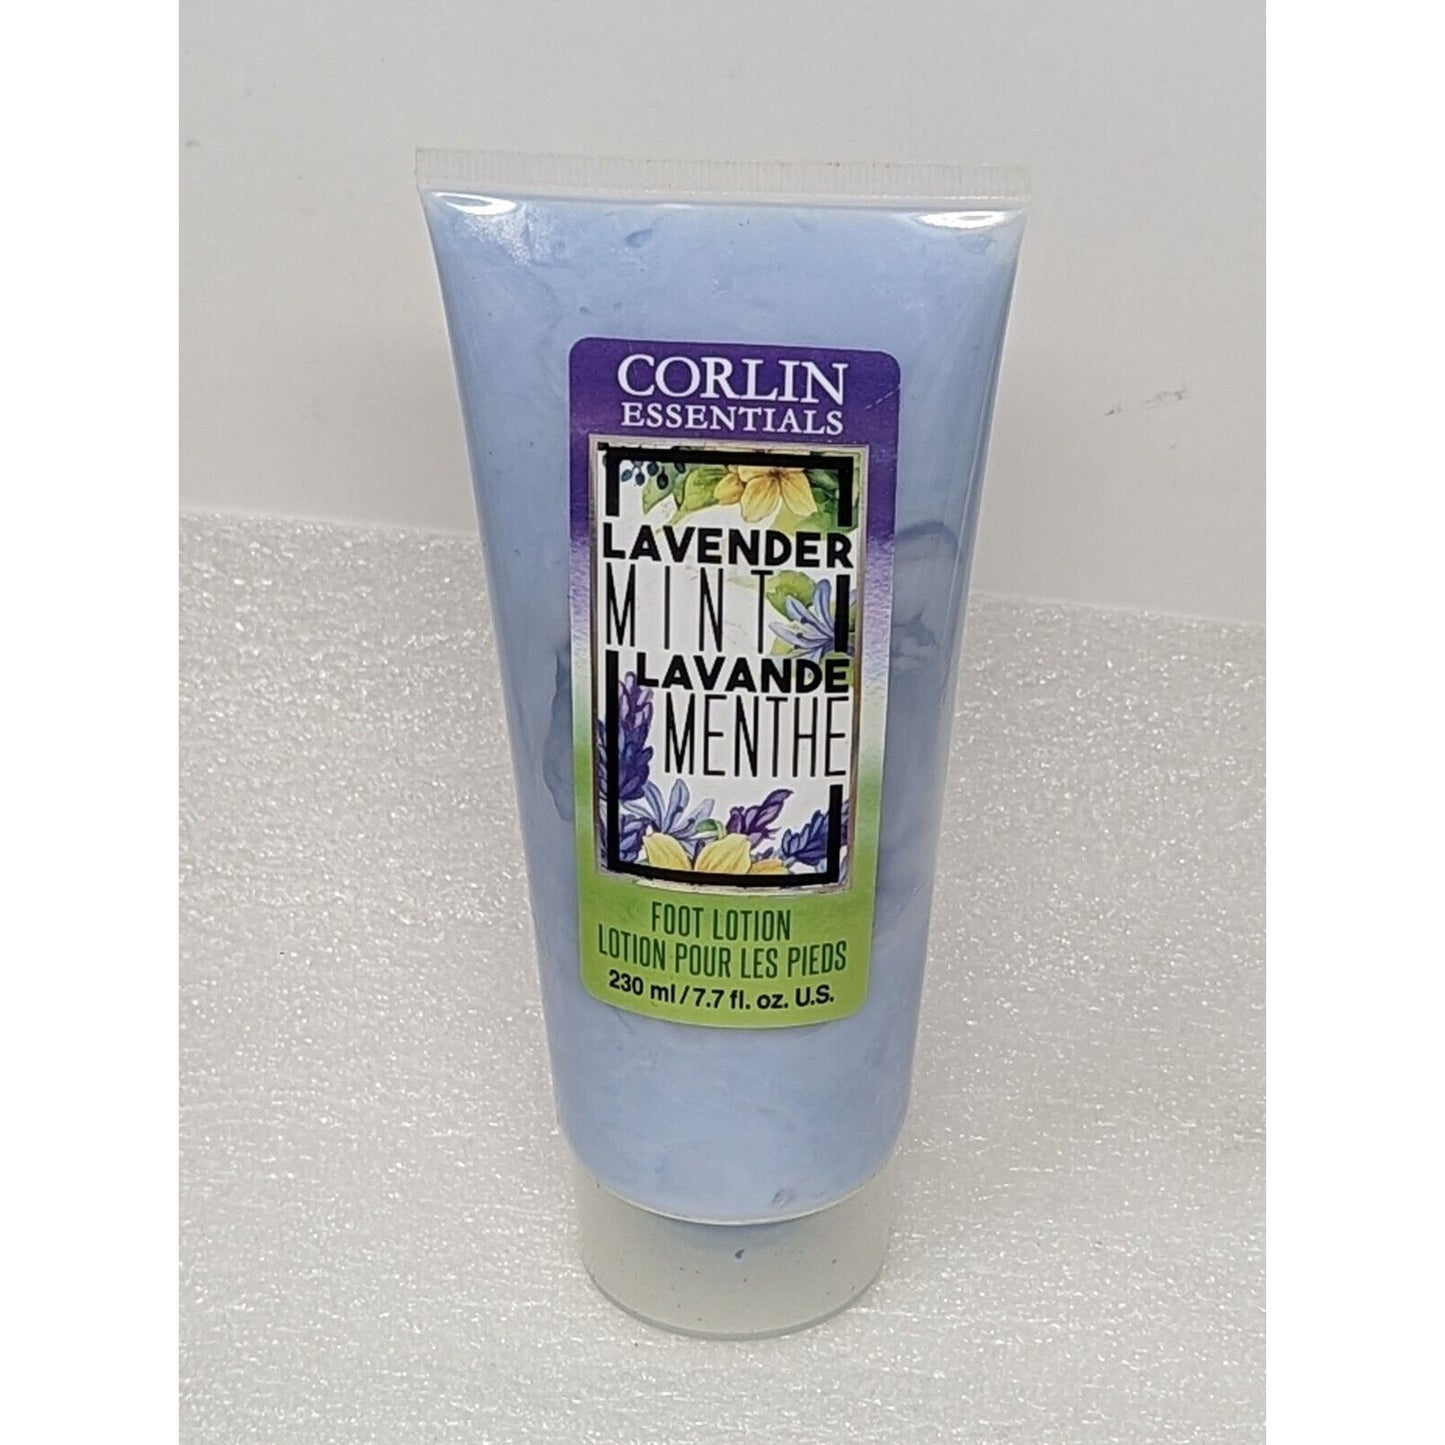 CORLIN
ESSENTIALS
LAVENDER
MINT
LAVANDE
MENTHE
FOOT LOTION
LOTION POUR LES PIEDS
230 ml / 7.7 fl. oz. U.S.